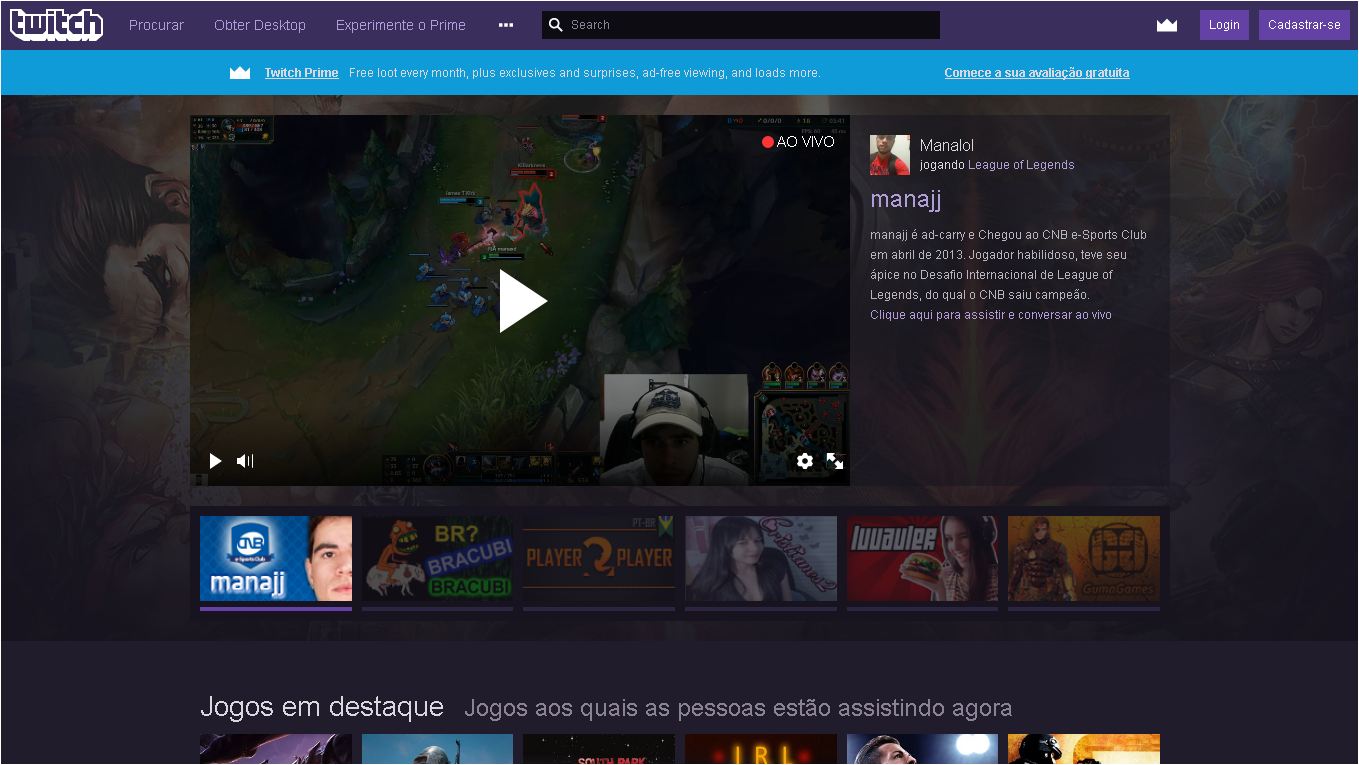 twitch Procurar Obter Desktop Experimente o Prime ••• Search Login Cadastrar-se
Twitch Prime Free loot every month, plus exclusives and surprises, ad-free viewing, and loads more. Comece a sua avaliação gratuita
AO VIVO
Manalol
jogando League of Legends
manajj
manajj é ad-carry e Chegou ao CNB e-Sports Club
em abril de 2013. Jogador habilidoso, teve seu
ápice no Desafio Internacional de League of
Legends, do qual o CNB saiu campeão.
Clique aqui para assistir e conversar ao vivo
James T Kirk
CNB
e-Sports Club
manajj
BR?
BRACUBI
BRACUBI
PT-BR
PLAYER 2 PLAYER
Cristianes2
luuauler
GumaGames
Jogos em destaque Jogos aos quais as pessoas estão assistindo agora
SOUTH PARK
IRL